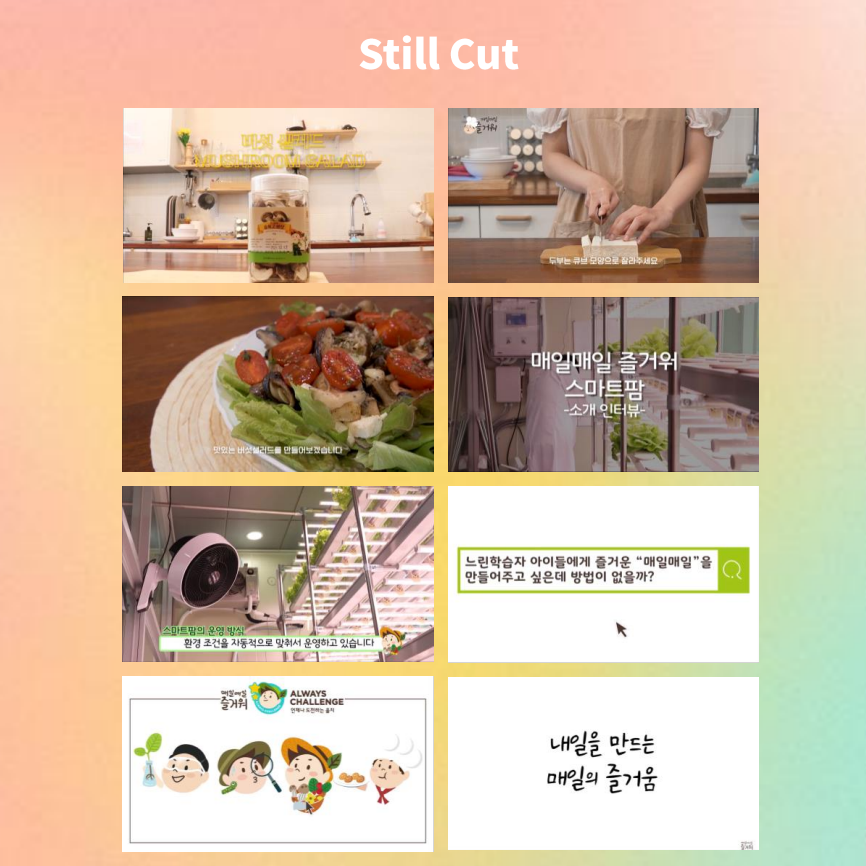 Still Cut
버섯 샐러드
MUSHROOM SALAD
매일매일
즐거워
두부는 큐브 모양으로 잘라주세요
맛있는 버섯샐러드를 만들어보겠습니다
매일매일 즐거워
스마트팜
-소개 인터뷰-
스마트팜의 운영 방식
환경 조건을 자동적으로 맞춰서 운영하고 있습니다
느린학습자 아이들에게 즐거운 “매일매일”을
만들어주고 싶은데 방법이 없을까?
매일매일
즐거워
ALWAYS
CHALLENGE
언제나 도전하는 움직
내일을 만드는
매일의 즐거움